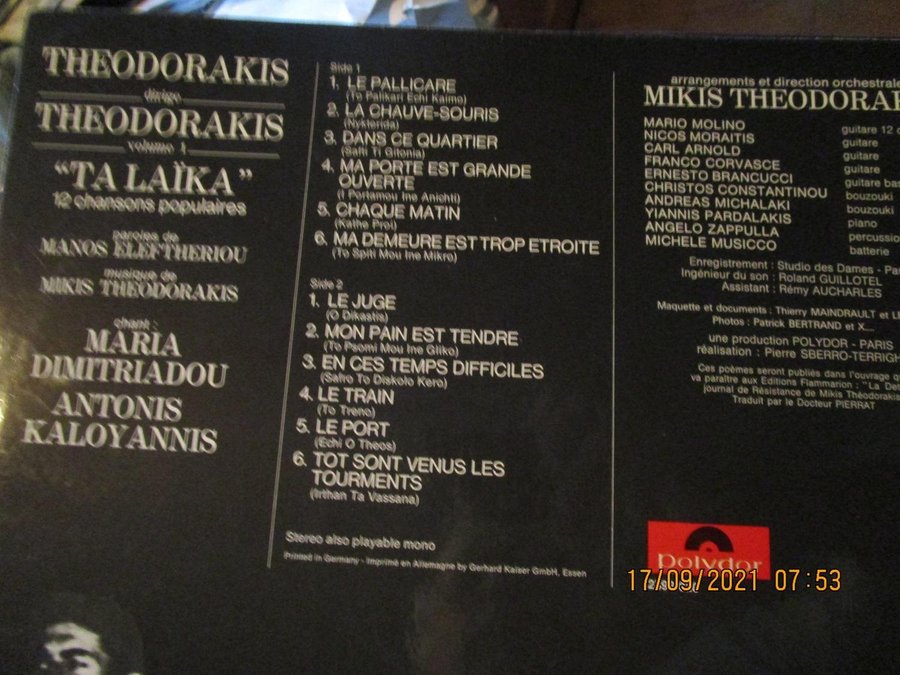 THEODORAKIS
dirige
THEODORAKIS
volume 1
"TA LAÏKA"
12 chansons populaires
paroles de
MANOS ELEFTHERIOU
musique de
MIKIS THEODORAKIS
chant :
MARIA
DIMITRIADOU
ANTONIS
KALOYANNIS
Side 1
1. LE PALLICARE
(To Palikari Echi Kaimo)
2. LA CHAUVE-SOURIS
(Nykterida)
3. DANS CE QUARTIER
(Safti Ti Gitonia)
4. MA PORTE EST GRANDE
OUVERTE
(I Portamou Ine Anichti)
5. CHAQUE MATIN
(Kathe Proi)
6. MA DEMEURE EST TROP ETROITE
(To Spiti Mou Ine Mikro)
Side 2
1. LE JUGE
(O Dikastis)
2. MON PAIN EST TENDRE
(To Psomi Mou Ine Gliko)
3. EN CES TEMPS DIFFICILES
(Safto To Diskolo Kero)
4. LE TRAIN
(To Treno)
5. LE PORT
(Echi O Theos)
6. TOT SONT VENUS LES
TOURMENTS
(Irthan Ta Vassana)
Stereo also playable mono
Printed in Germany - Imprimé en Allemagne by Gerhard Kaiser GmbH, Essen
arrangements et direction orchestrale
MIKIS THEODORA
MARIO MOLINO guitare 12
NICOS MORAITIS guitare
CARL ARNOLD guitare
FRANCO CORVASCE guitare
ERNESTO BRANCUCCI guitare bas
CHRISTOS CONSTANTINOU bouzouki
ANDREAS MICHALAKI bouzouki
YIANNIS PARDALAKIS piano
ANGELO ZAPPULLA percussio
MICHELE MUSICCO batterie
Enregistrement : Studio des Dames - Pa
Ingénieur du son : Roland GUILLOTEL
Assistant : Rémy AUCHARLES
Maquette et documents : Thierry MAINDRAULT et
Photos : Patrick BERTRAND et X...
une production POLYDOR - PARIS
réalisation : Pierre SBERRO-TERRIGH
Ces poèmes seront publiés dans l'ouvrage q
va paraître aux Editions Flammarion : "La De
journal de Résistance de Mikis Théodorakis
Traduit par le Docteur PIERRAT
Polydor
17/09/2021 07:53